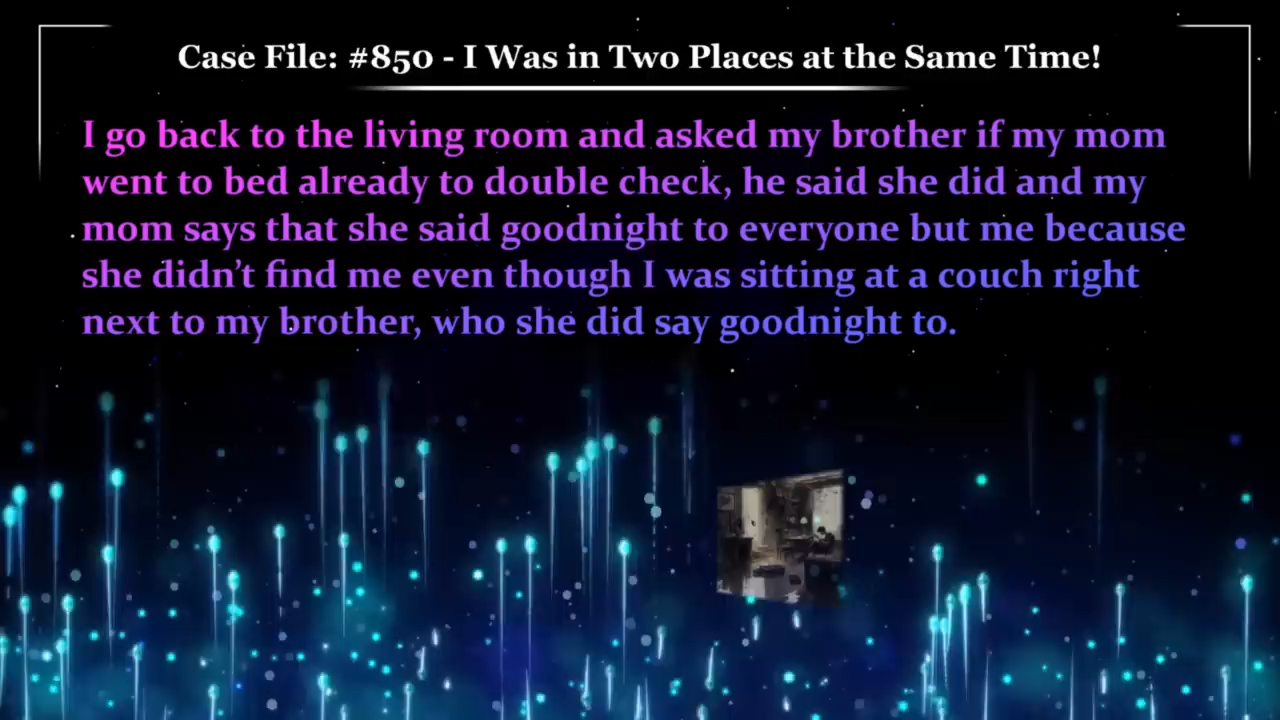 Case File: #850 - I Was in Two Places at the Same Time!
I go back to the living room and asked my brother if my mom
went to bed already to double check, he said she did and my
mom says that she said goodnight to everyone but me because
she didn’t find me even though I was sitting at a couch right
next to my brother, who she did say goodnight to.